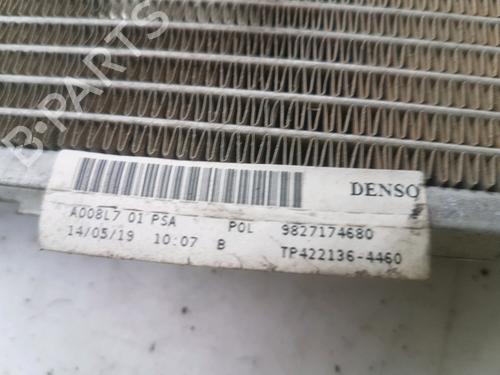 B-PARTS
DENSO
A008L7 01 PSA POL 9827174680
14/05/19 10:07 B TP422136-4460